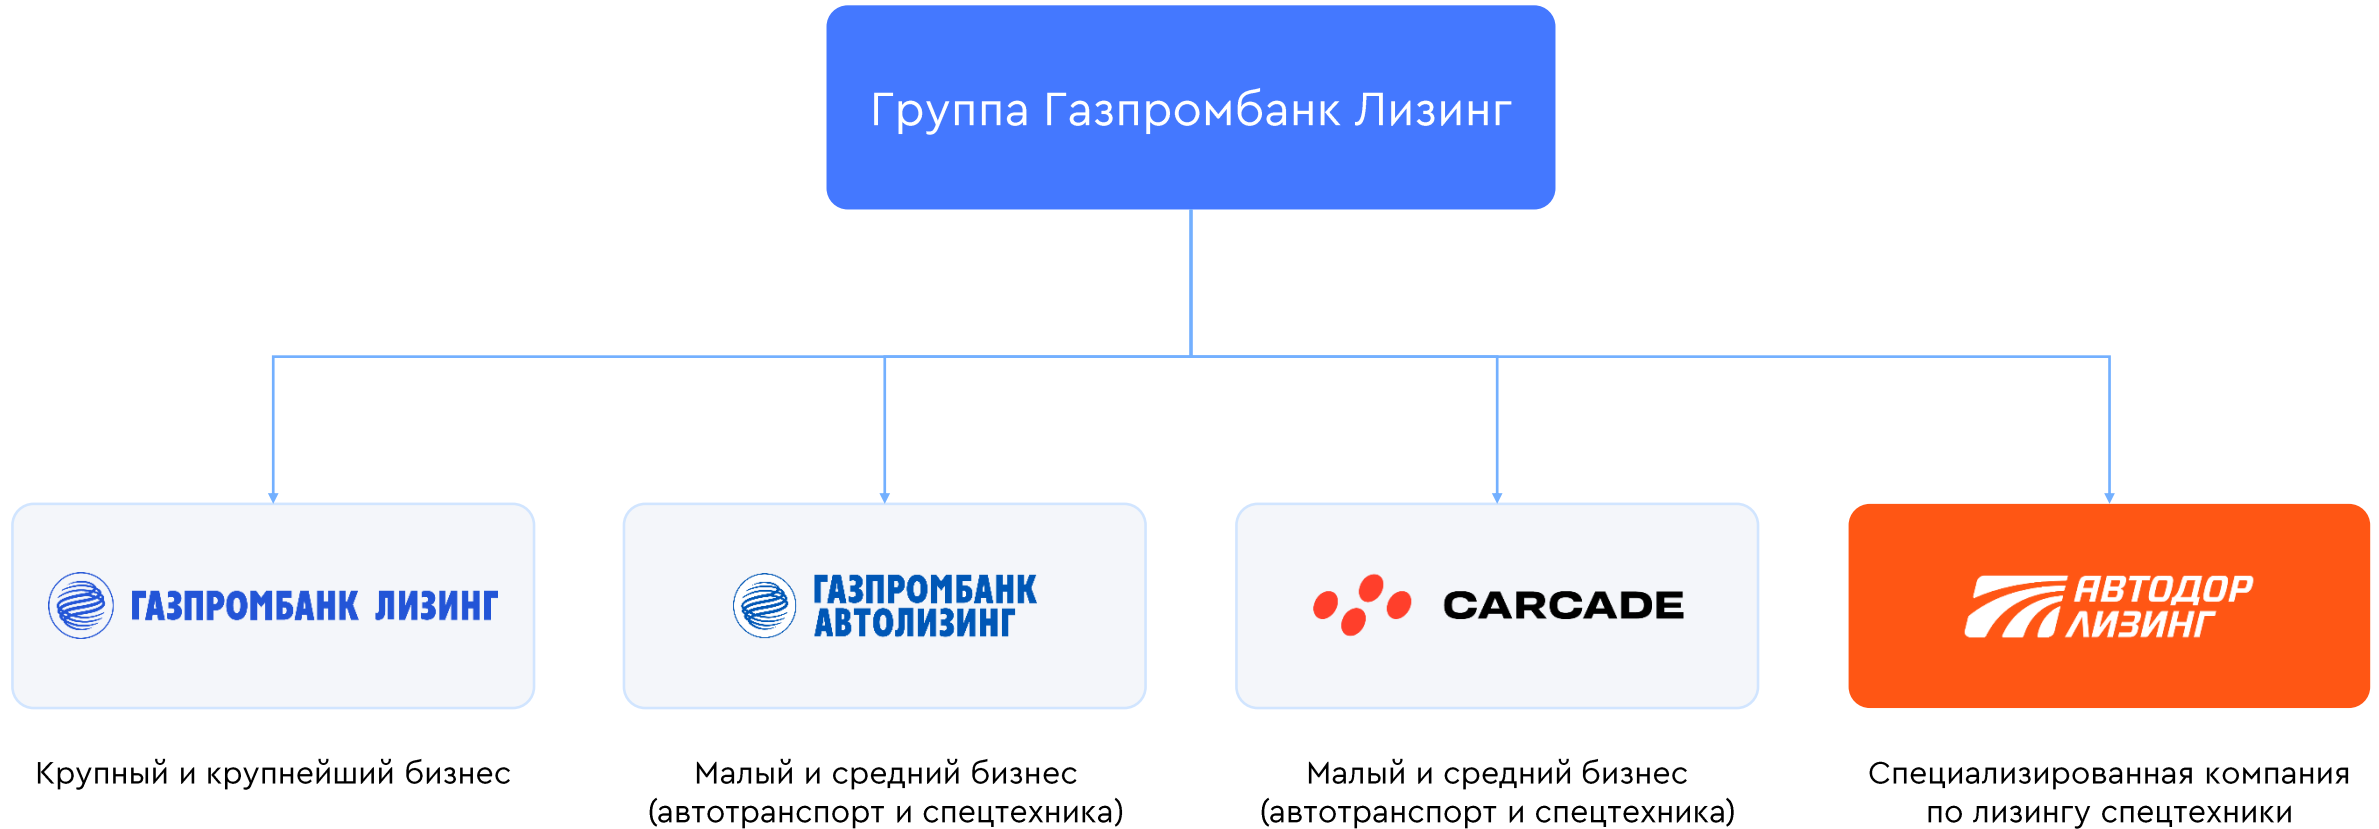 Группа Газпромбанк Лизинг
ГАЗПРОМБАНК ЛИЗИНГ
ГАЗПРОМБАНК
АВТОЛИЗИНГ
CARCADE
АВТОДОР
ЛИЗИНГ
Крупный и крупнейший бизнес
Малый и средний бизнес
(автотранспорт и спецтехника)
Малый и средний бизнес
(автотранспорт и спецтехника)
Специализированная компания
по лизингу спецтехники